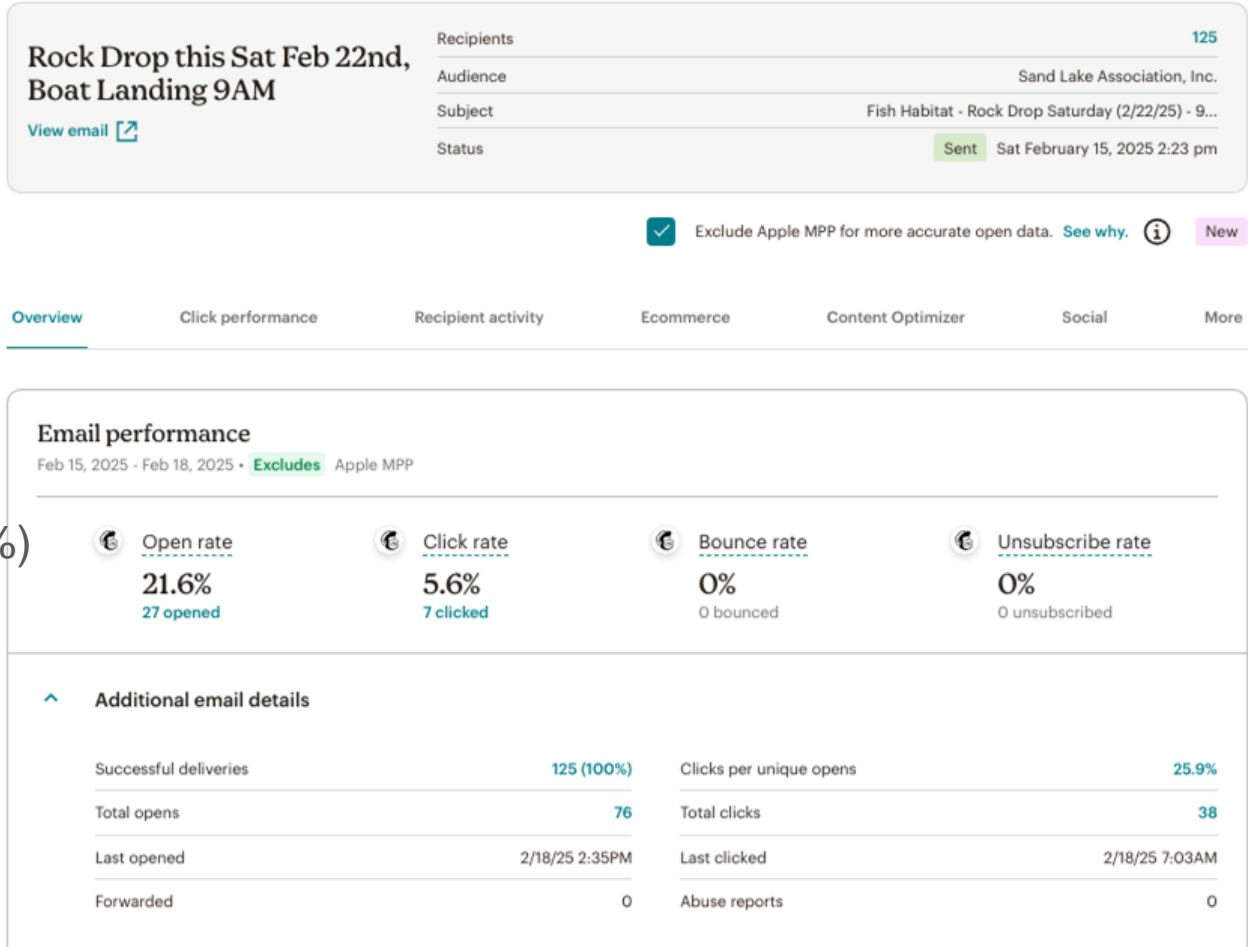 Rock Drop this Sat Feb 22nd,
Boat Landing 9AM
View email
Recipients 125
Audience Sand Lake Association, Inc.
Subject Fish Habitat - Rock Drop Saturday (2/22/25) - 9...
Status Sent Sat February 15, 2025 2:23 pm
Exclude Apple MPP for more accurate open data. See why. New
Overview Click performance Recipient activity Ecommerce Content Optimizer Social More
Email performance
Feb 15, 2025 - Feb 18, 2025 • Excludes Apple MPP
%)
Open rate Click rate Bounce rate Unsubscribe rate
21.6% 5.6% 0% 0%
27 opened 7 clicked 0 bounced 0 unsubscribed
Additional email details
Successful deliveries 125 (100%) Clicks per unique opens 25.9%
Total opens 76 Total clicks 38
Last opened 2/18/25 2:35PM Last clicked 2/18/25 7:03AM
Forwarded 0 Abuse reports 0